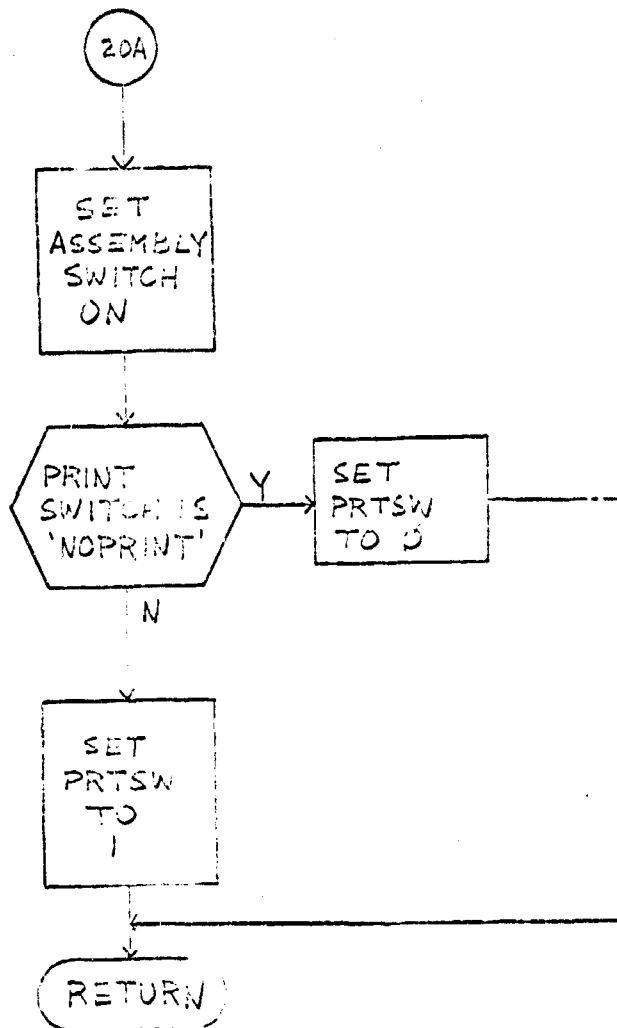 20A
SET
ASSEMBLY
SWITCH
ON
PRINT
SWITCH IS
'NOPRINT'
Y
SET
PRTSW
TO 0
N
SET
PRTSW
TO
1
RETURN